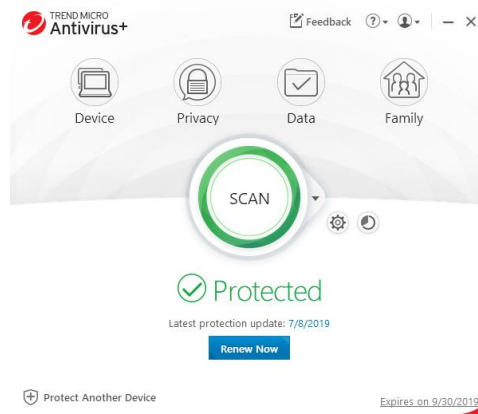 TREND MICRO
Antivirus+
Feedback
?
Device Privacy Data Family
SCAN
Protected
Latest protection update: 7/8/2019
Renew Now
Protect Another Device
Expires on 9/30/2019